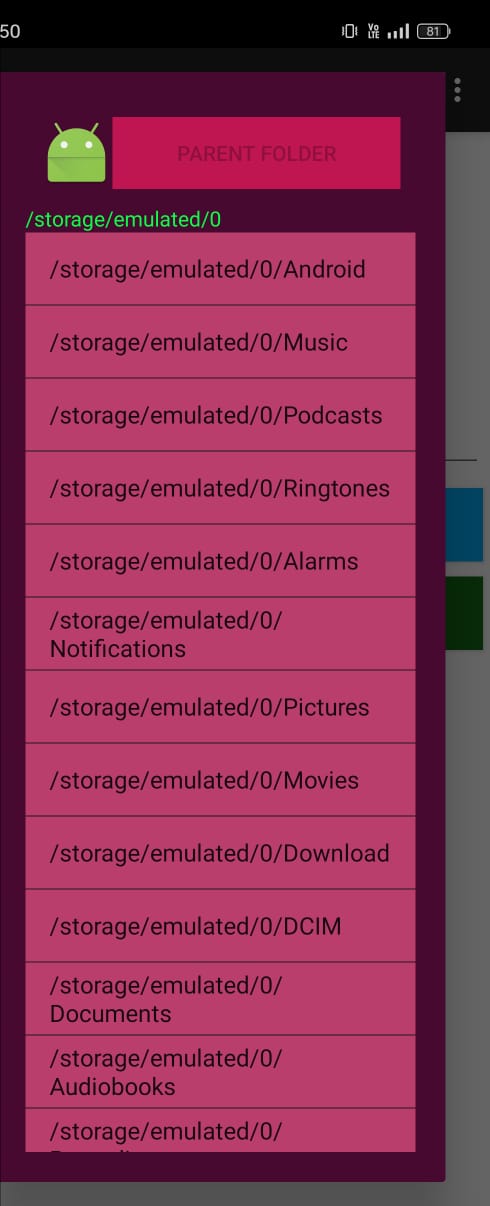 50
Vo
LTE
81
PARENT FOLDER
/storage/emulated/0
/storage/emulated/0/Android
/storage/emulated/0/Music
/storage/emulated/0/Podcasts
/storage/emulated/0/Ringtones
/storage/emulated/0/Alarms
/storage/emulated/0/
Notifications
/storage/emulated/0/Pictures
/storage/emulated/0/Movies
/storage/emulated/0/Download
/storage/emulated/0/DCIM
/storage/emulated/0/
Documents
/storage/emulated/0/
Audiobooks
/storage/emulated/0/